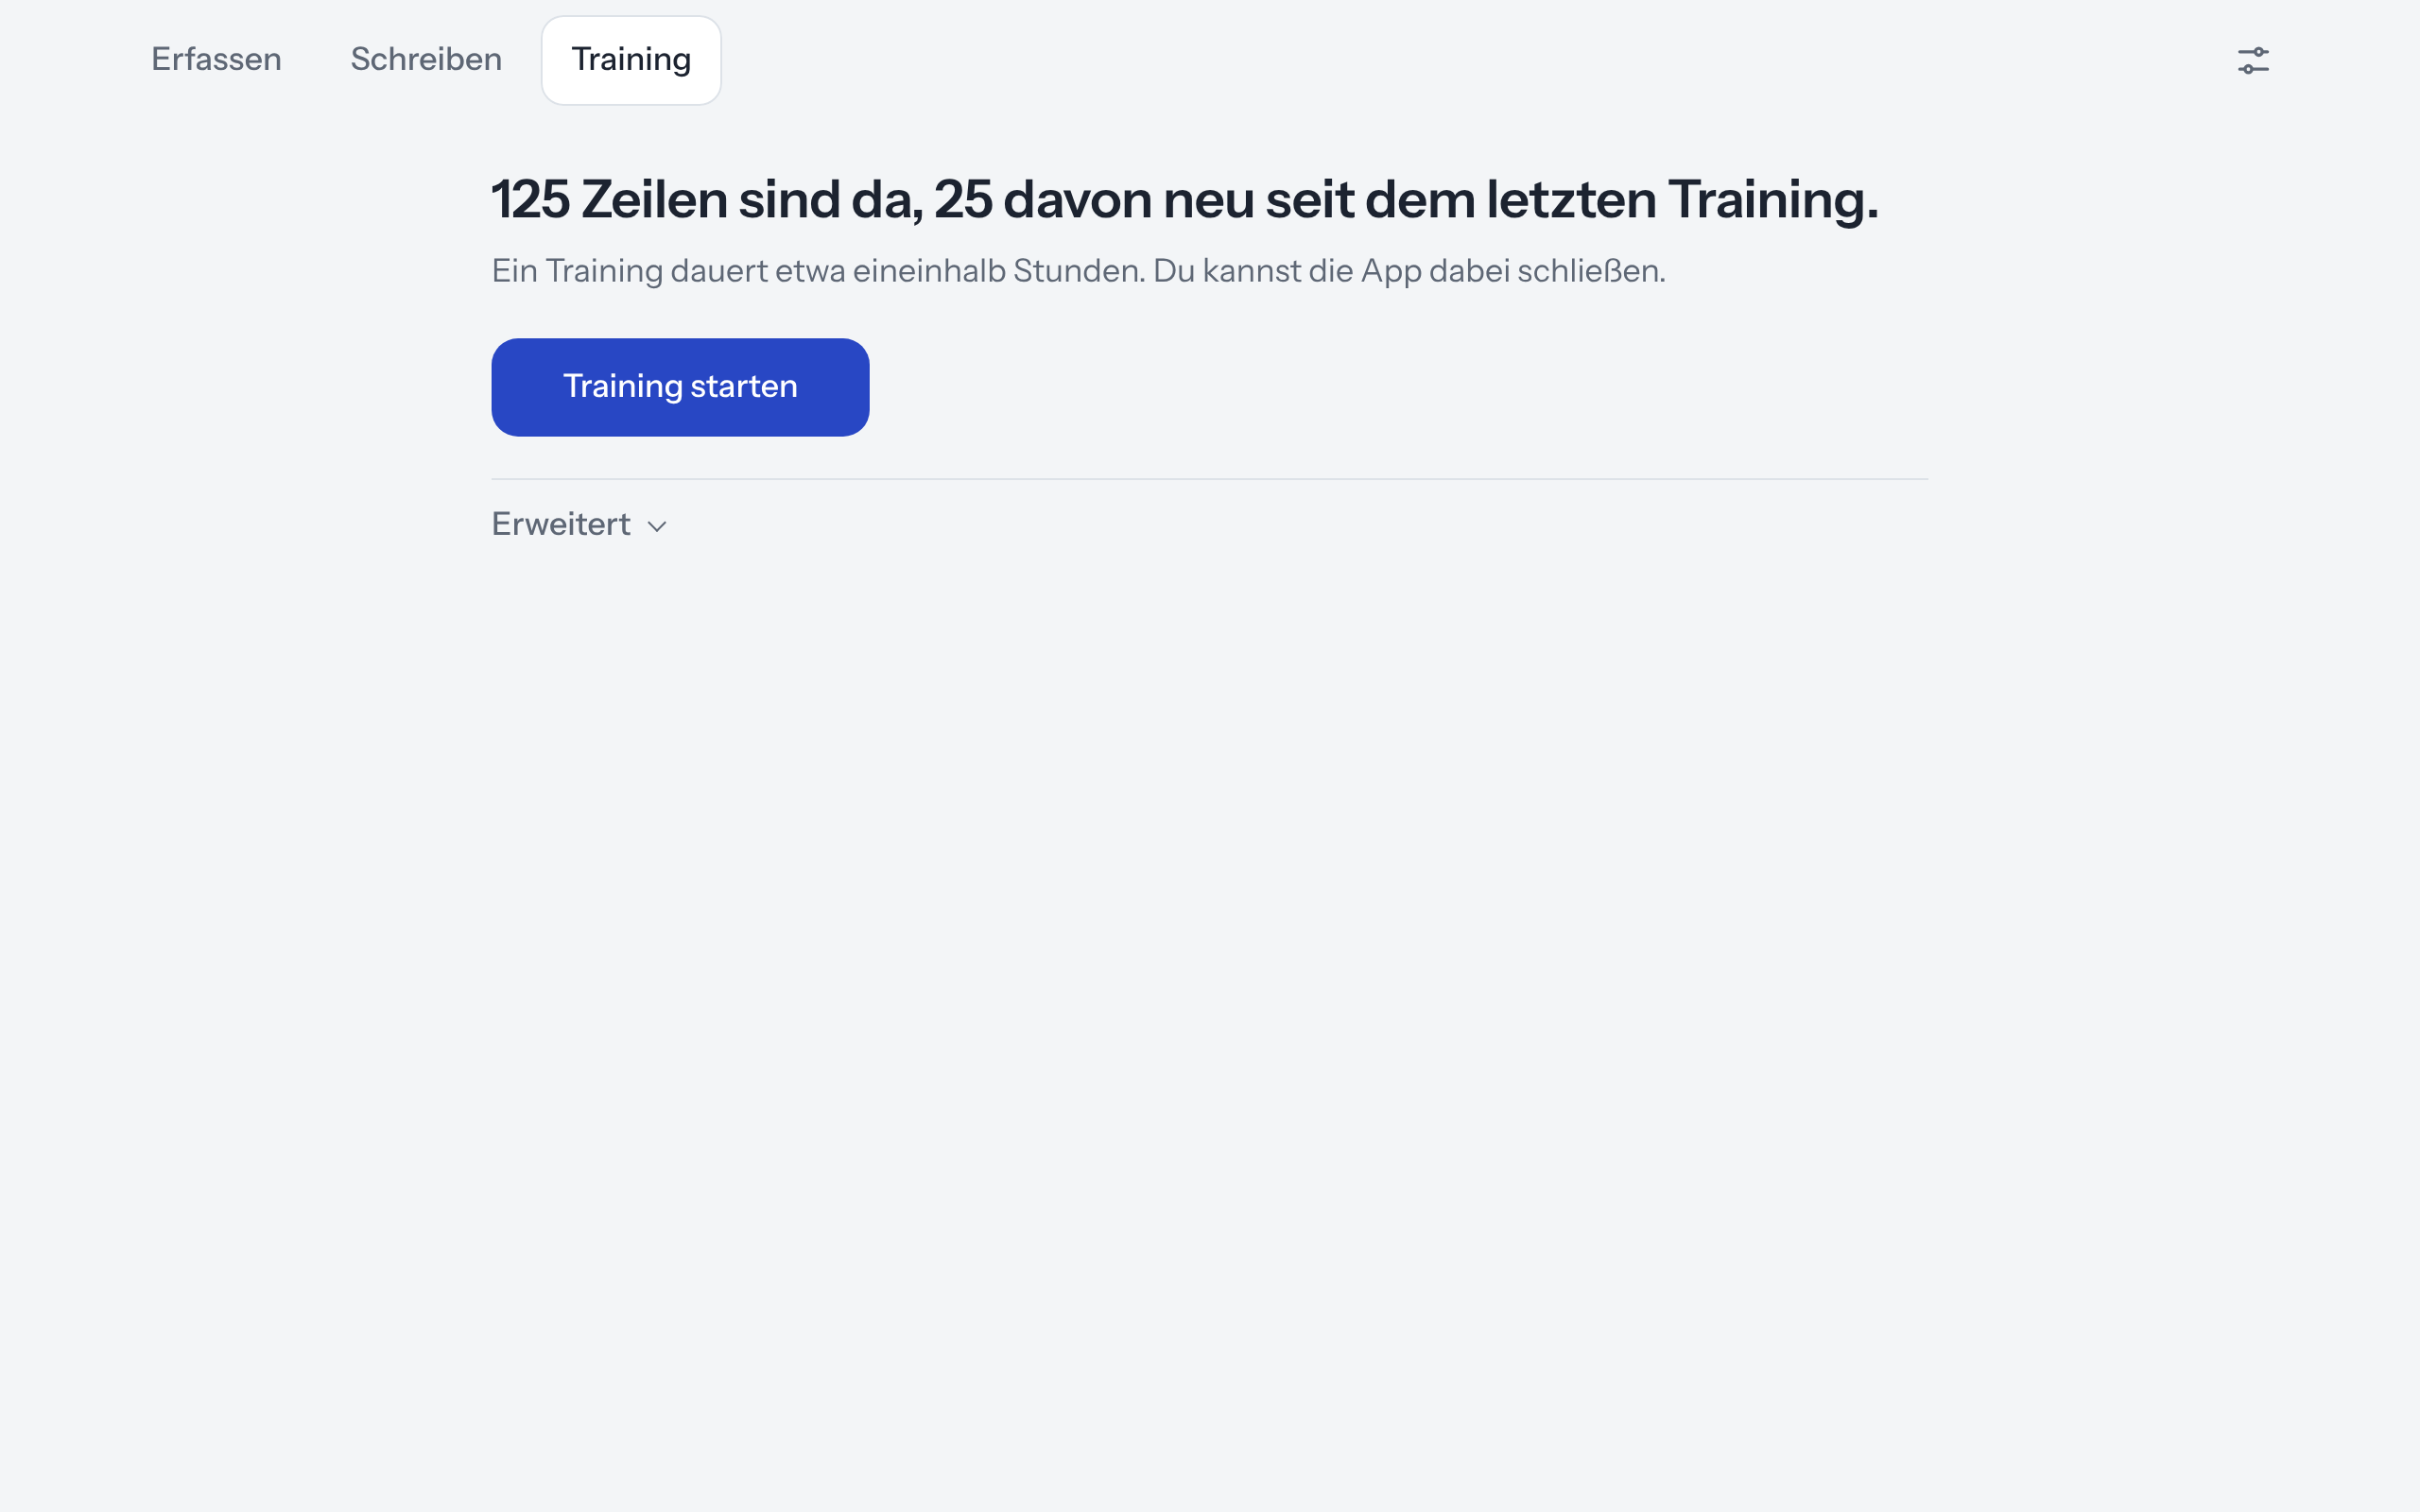 Erfassen
Schreiben
Training
125 Zeilen sind da, 25 davon neu seit dem letzten Training.
Ein Training dauert etwa eineinhalb Stunden. Du kannst die App dabei schließen.
Training starten
Erweitert